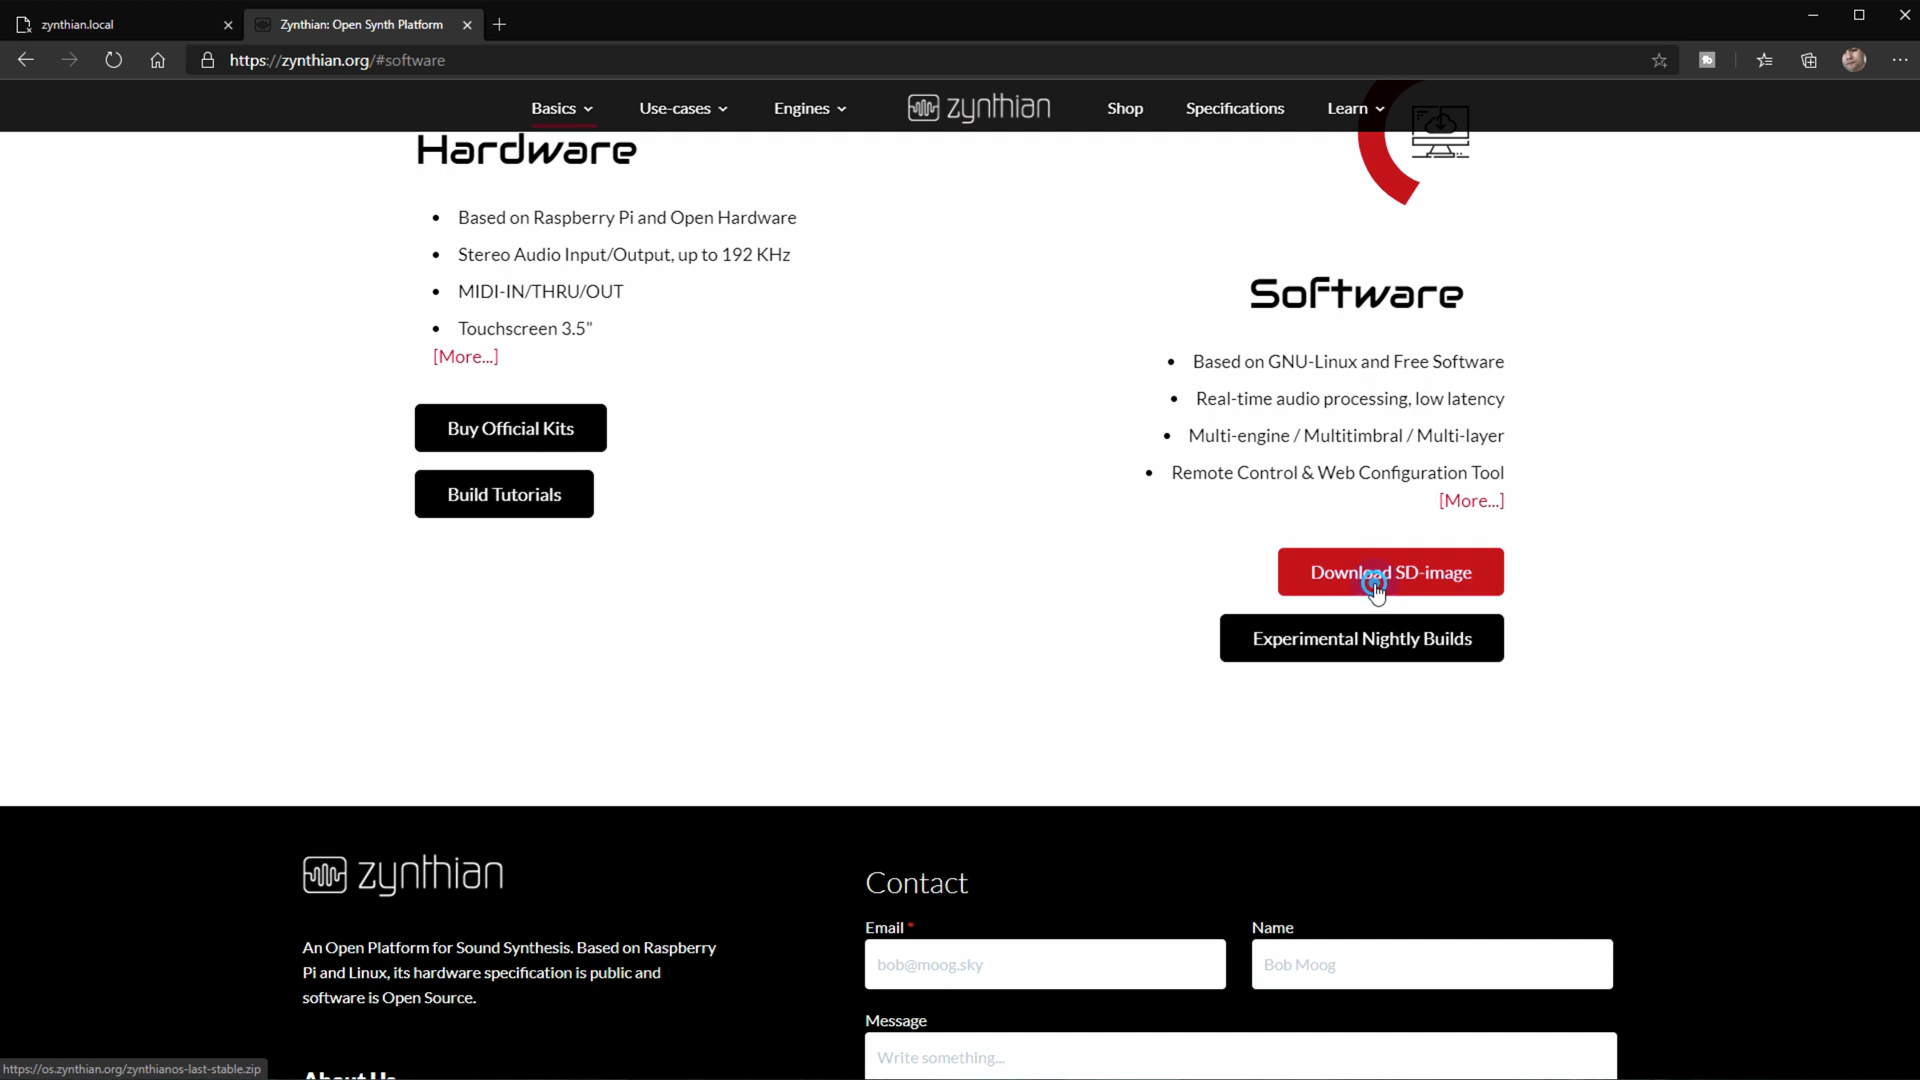 zynthian.local
Zynthian: Open Synth Platform
https://zynthian.org/#software
Basics
Use-cases
Engines
zynthian
Shop
Specifications
Learn
Hardware
Based on Raspberry Pi and Open Hardware
Stereo Audio Input/Output, up to 192 KHz
MIDI-IN/THRU/OUT
Touchscreen 3.5"
[More...]
Buy Official Kits
Build Tutorials
Software
Based on GNU-Linux and Free Software
Real-time audio processing, low latency
Multi-engine / Multitimbral / Multi-layer
Remote Control & Web Configuration Tool
[More...]
Download SD-image
Experimental Nightly Builds
zynthian
An Open Platform for Sound Synthesis. Based on Raspberry
Pi and Linux, its hardware specification is public and
software is Open Source.
About Us
Contact
Email *
bob@moog.sky
Name
Bob Moog
Message
Write something...
https://os.zynthian.org/zynthianos-last-stable.zip